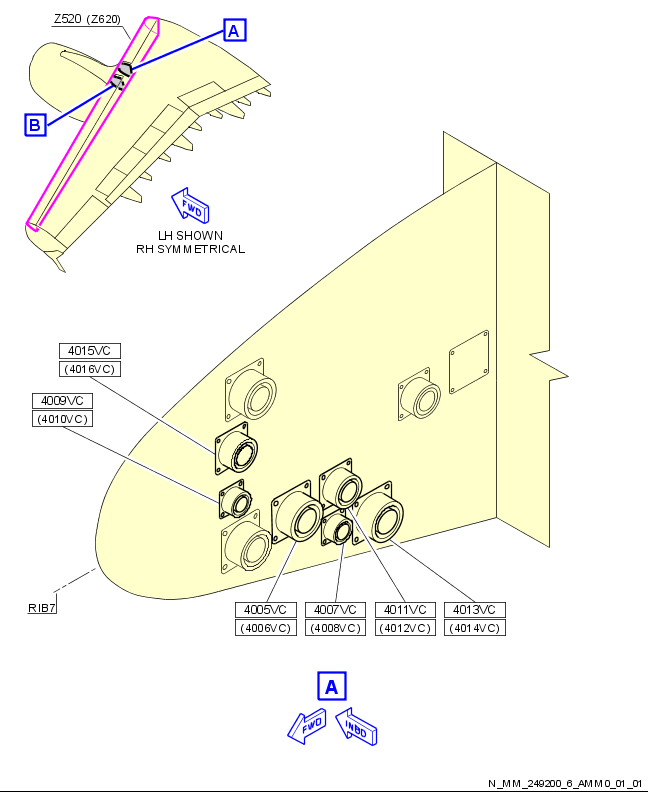 Z520 (Z620)
A
B
FWD
LH SHOWN
RH SYMMETRICAL
4015VC
(4016VC)
4009VC
(4010VC)
RIB7
4005VC 4007VC 4011VC 4013VC
(4006VC) (4008VC) (4012VC) (4014VC)
A
FWD INBD
N_MM_249200_6_AMM0_01_01